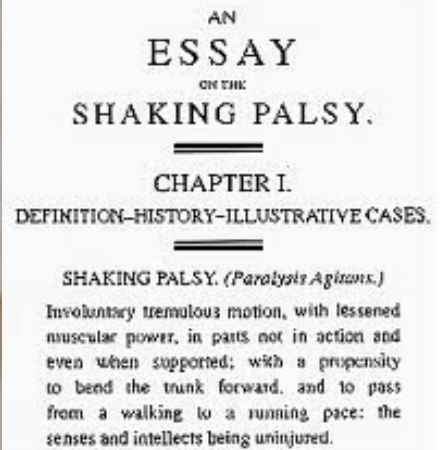 AN
ESSAY
ON THE
SHAKING PALSY.
CHAPTER I.
DEFINITION–HISTORY–ILLUSTRATIVE CASES.
SHAKING PALSY. (Paralysis Agitans.)
Involuntary tremulous motion, with lessened
muscular power, in parts not in action and
even when supported; with a propensity
to bend the trunk forward, and to pass
from a walking to a running pace: the
senses and intellects being uninjured.